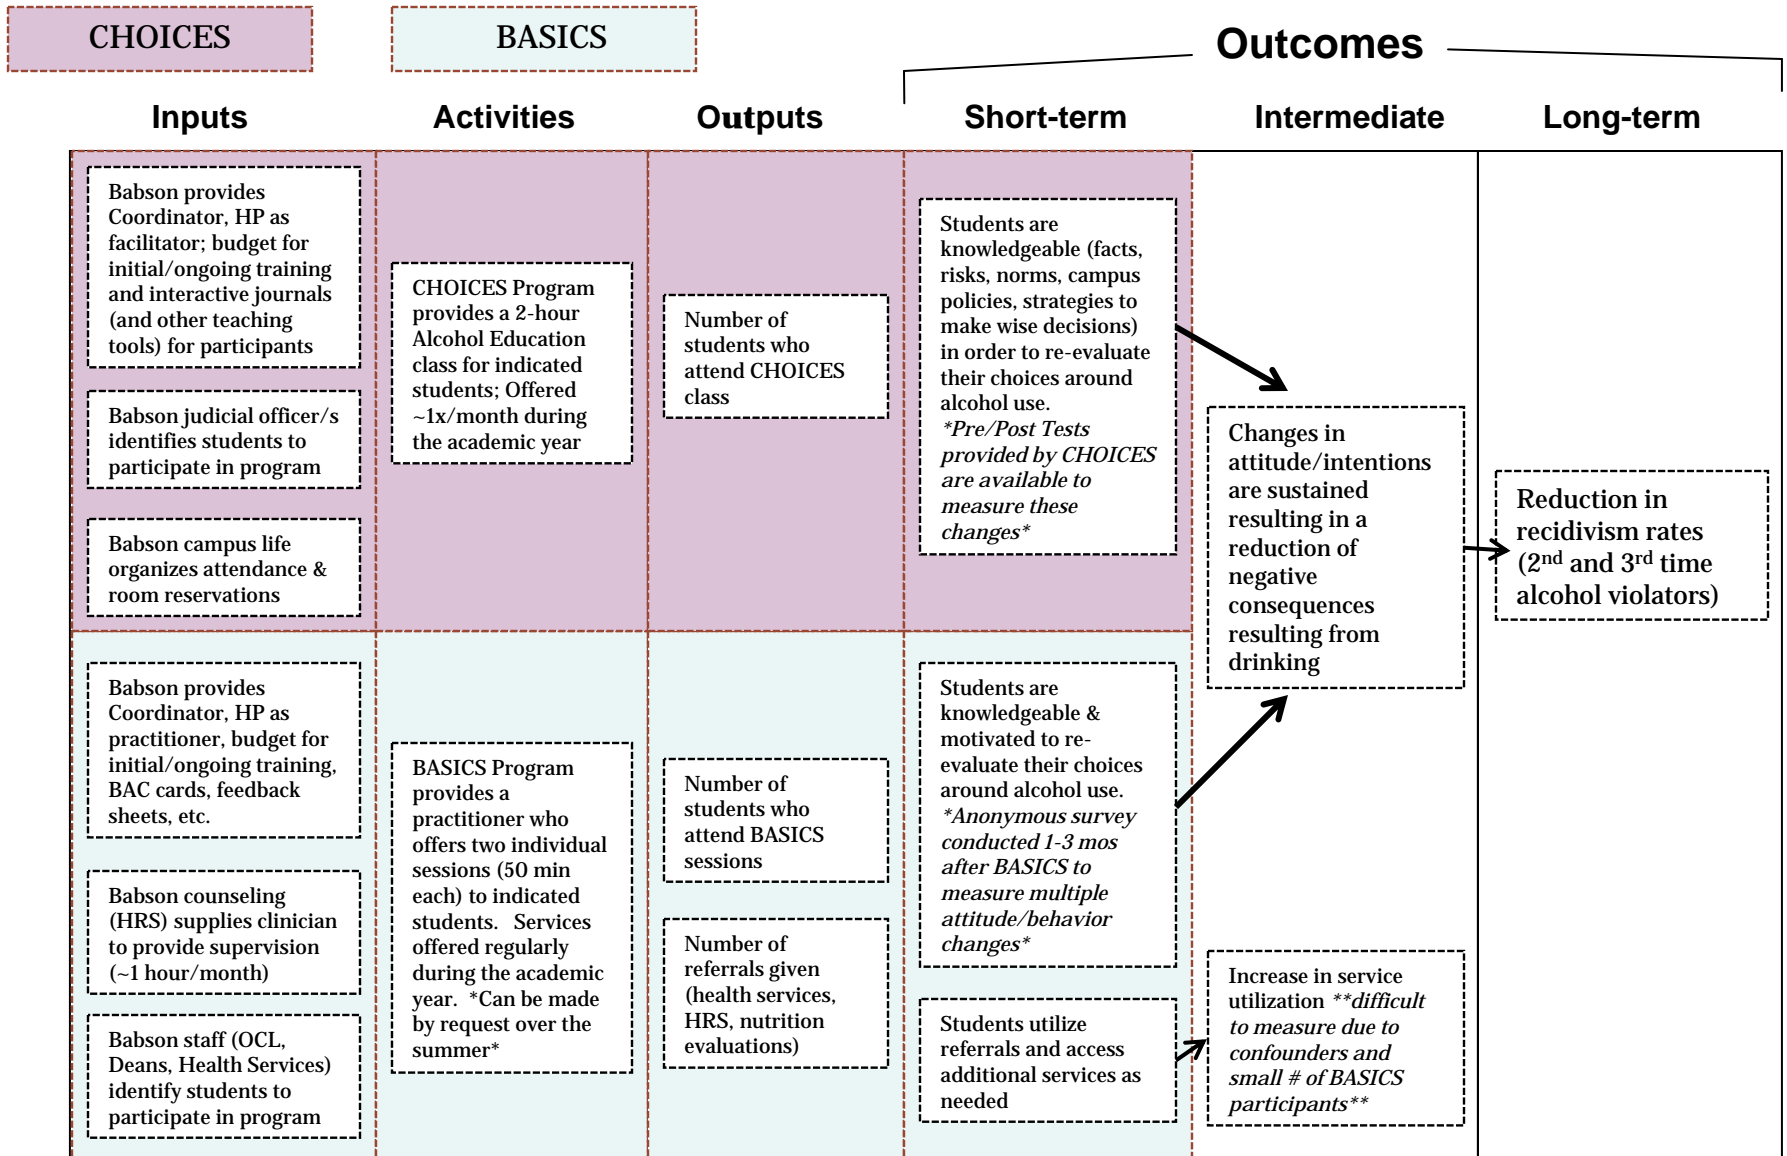 CHOICES
BASICS
Outcomes
Inputs
Activities
Outputs
Short-term
Intermediate
Long-term
Babson provides
Coordinator, HP as
facilitator; budget for
initial/ongoing training
and interactive journals
(and other teaching
tools) for participants
Babson judicial officer/s
identifies students to
participate in program
Babson campus life
organizes attendance &
room reservations
CHOICES Program
provides a 2-hour
Alcohol Education
class for indicated
students; Offered
~1x/month during
the academic year
Number of
students who
attend CHOICES
class
Students are
knowledgeable (facts,
risks, norms, campus
policies, strategies to
make wise decisions)
in order to re-evaluate
their choices around
alcohol use.
*Pre/Post Tests
provided by CHOICES
are available to
measure these
changes*
Changes in
attitude/intentions
are sustained
resulting in a
reduction of
negative
consequences
resulting from
drinking
Reduction in
recidivism rates
(2nd and 3rd time
alcohol violators)
Babson provides
Coordinator, HP as
practitioner, budget for
initial/ongoing training,
BAC cards, feedback
sheets, etc.
Babson counseling
(HRS) supplies clinician
to provide supervision
(~1 hour/month)
Babson staff (OCL,
Deans, Health Services)
identify students to
participate in program
BASICS Program
provides a
practitioner who
offers two individual
sessions (50 min
each) to indicated
students. Services
offered regularly
during the academic
year. *Can be made
by request over the
summer*
Number of
students who
attend BASICS
sessions
Number of
referrals given
(health services,
HRS, nutrition
evaluations)
Students are
knowledgeable &
motivated to re-
evaluate their choices
around alcohol use.
*Anonymous survey
conducted 1-3 mos
after BASICS to
measure multiple
attitude/behavior
changes*
Students utilize
referrals and access
additional services as
needed
Increase in service
utilization **difficult
to measure due to
confounders and
small # of BASICS
participants**